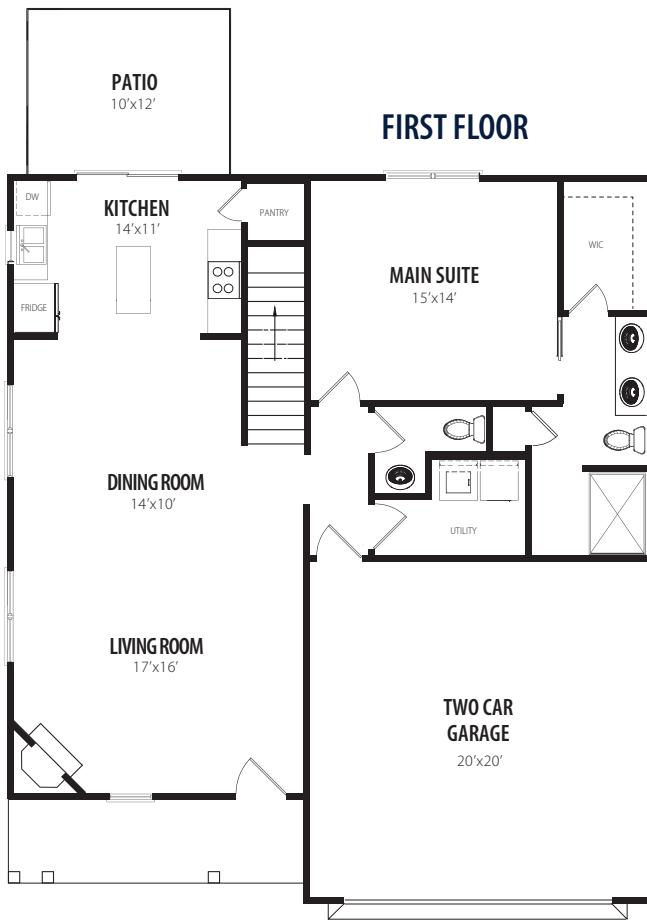 PATIO
10'x12'
FIRST FLOOR
DW
KITCHEN
14'x11'
PANTRY
WIC
MAIN SUITE
15'x14'
FRIDGE
DINING ROOM
14'x10'
UTILITY
LIVING ROOM
17'x16'
TWO CAR
GARAGE
20'x20'